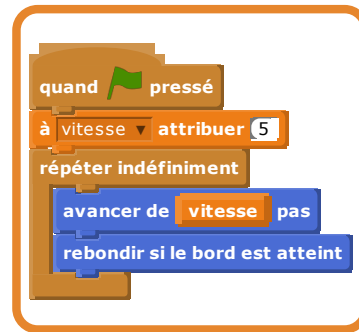 quand pressé
à vitesse attribuer 5
répéter indéfiniment
avancer de vitesse pas
rebondir si le bord est atteint